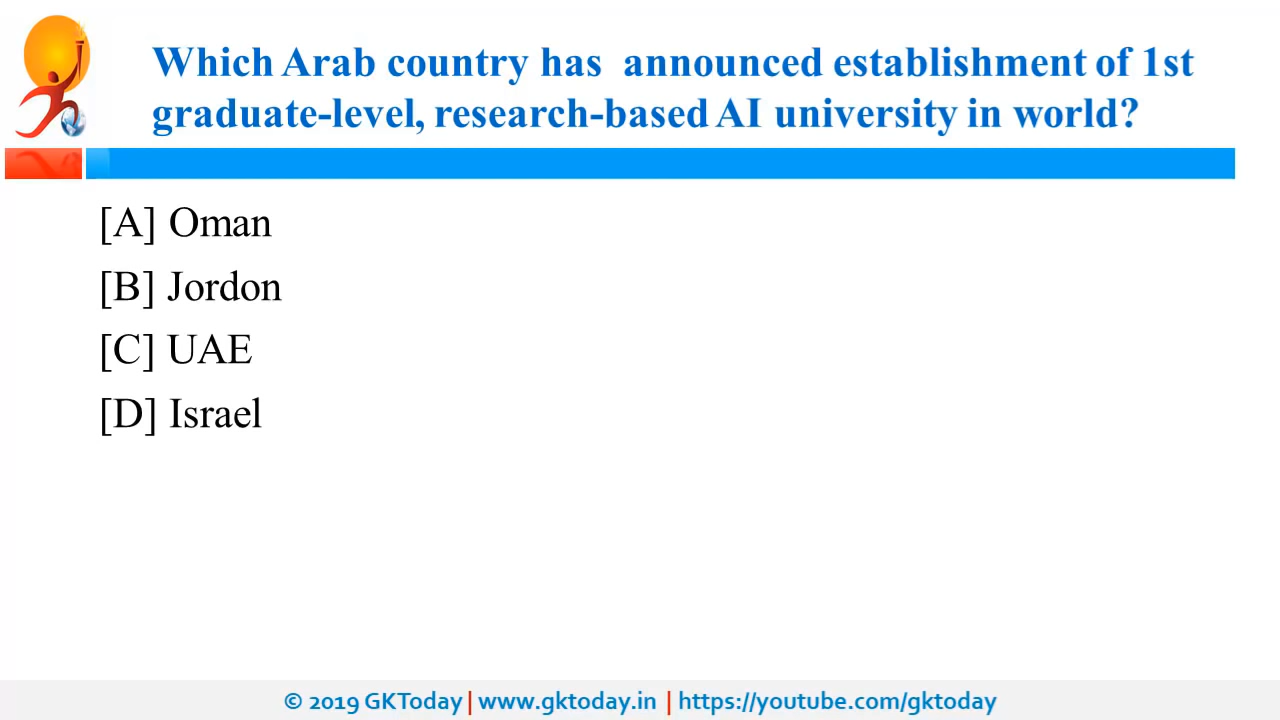 Which Arab country has announced establishment of 1st
graduate-level, research-based AI university in world?
[A] Oman
[B] Jordon
[C] UAE
[D] Israel
© 2019 GKToday | www.gktoday.in | https://youtube.com/gktoday